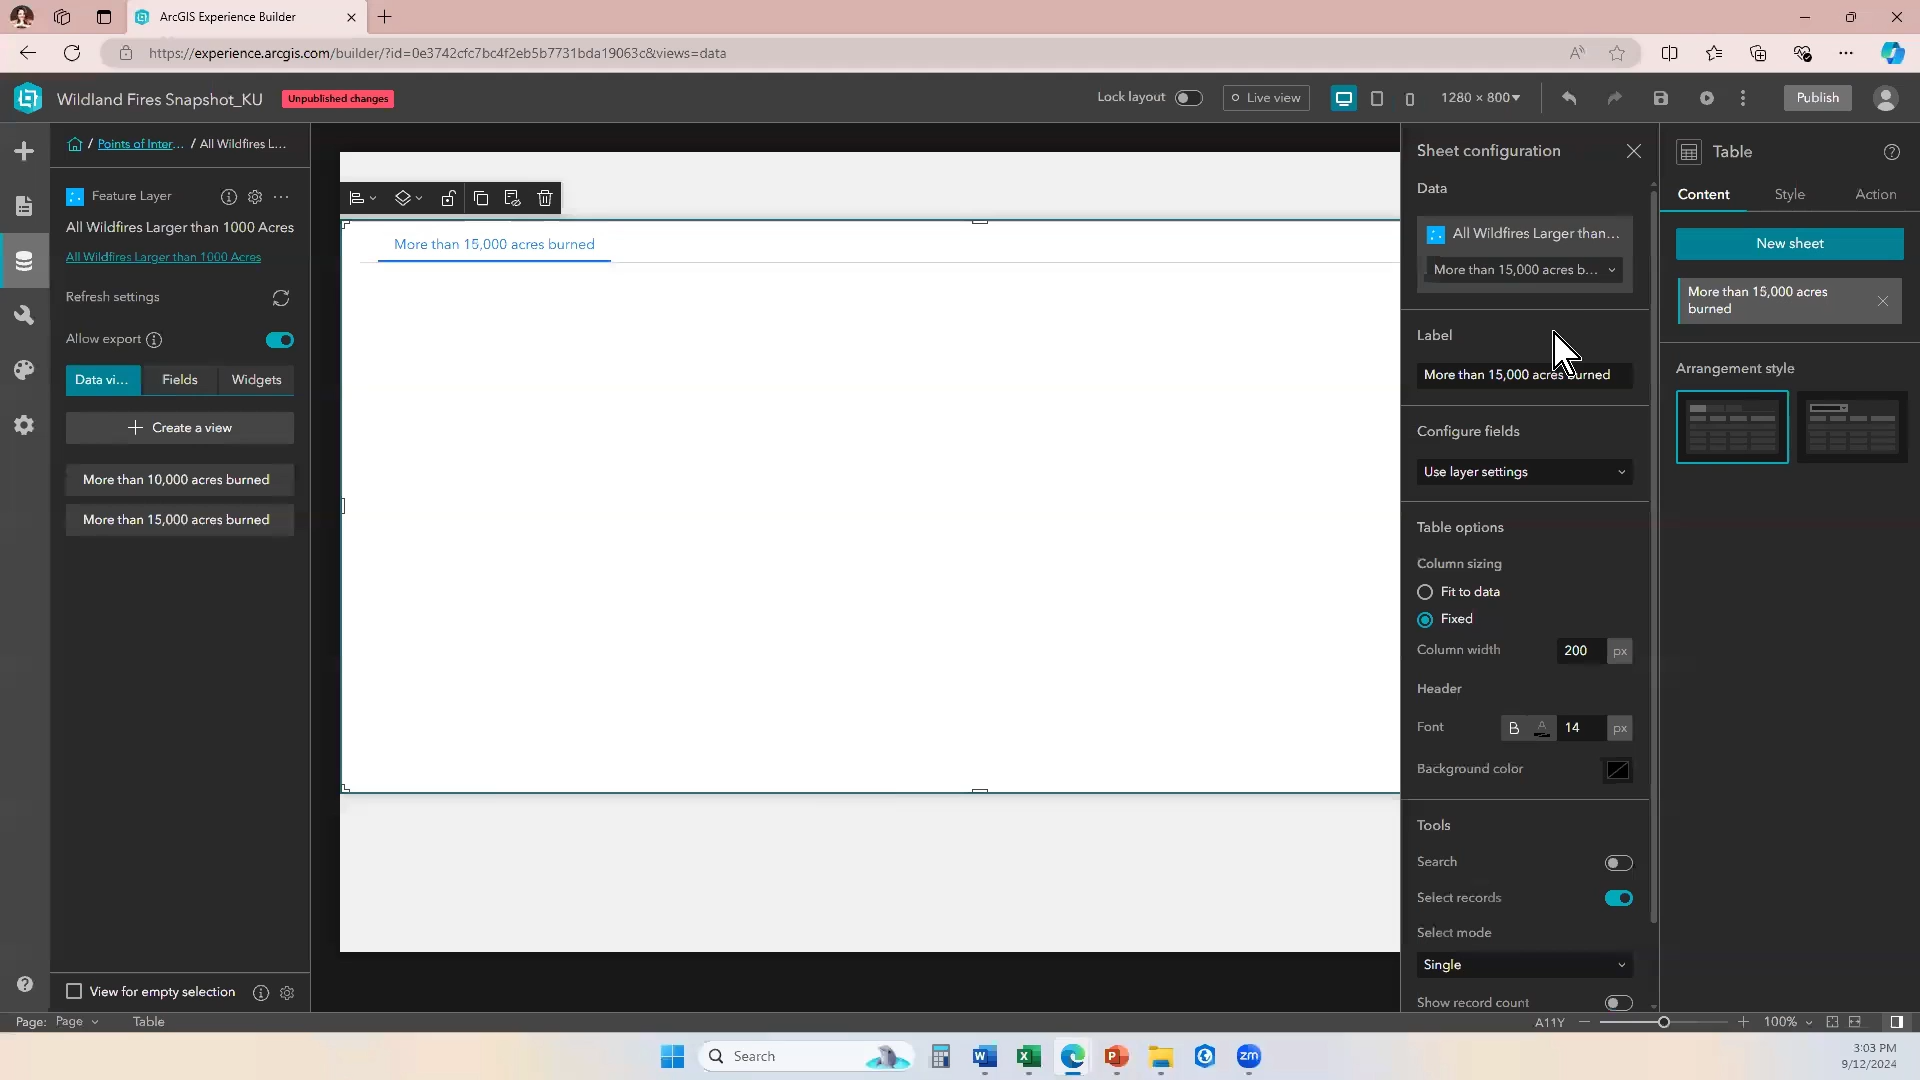 ArcGIS Experience Builder
https://experience.arcgis.com/builder/?id=0e3742cfc7bc4f2eb5b7731bda19063c&views=data
Wildland Fires Snapshot_KU
Unpublished changes
Lock layout
Live view
1280 × 800
Publish
/ Points of Inter... / All Wildfires L...
Feature Layer
All Wildfires Larger than 1000 Acres
All Wildfires Larger than 1000 Acres
Refresh settings
Allow export
Data vi...
Fields
Widgets
Create a view
More than 10,000 acres burned
More than 15,000 acres burned
View for empty selection
More than 15,000 acres burned
Sheet configuration
Data
All Wildfires Larger than...
More than 15,000 acres b...
Label
More than 15,000 acres burned
Configure fields
Use layer settings
Table options
Column sizing
Fit to data
Fixed
Column width
200
px
Header
Font
B
A
14
px
Background color
Tools
Search
Select records
Select mode
Single
Show record count
Table
Content
Style
Action
New sheet
More than 15,000 acres
burned
Arrangement style
Page: Page
Table
A11Y
100%
Search
zm
3:03 PM
9/12/2024